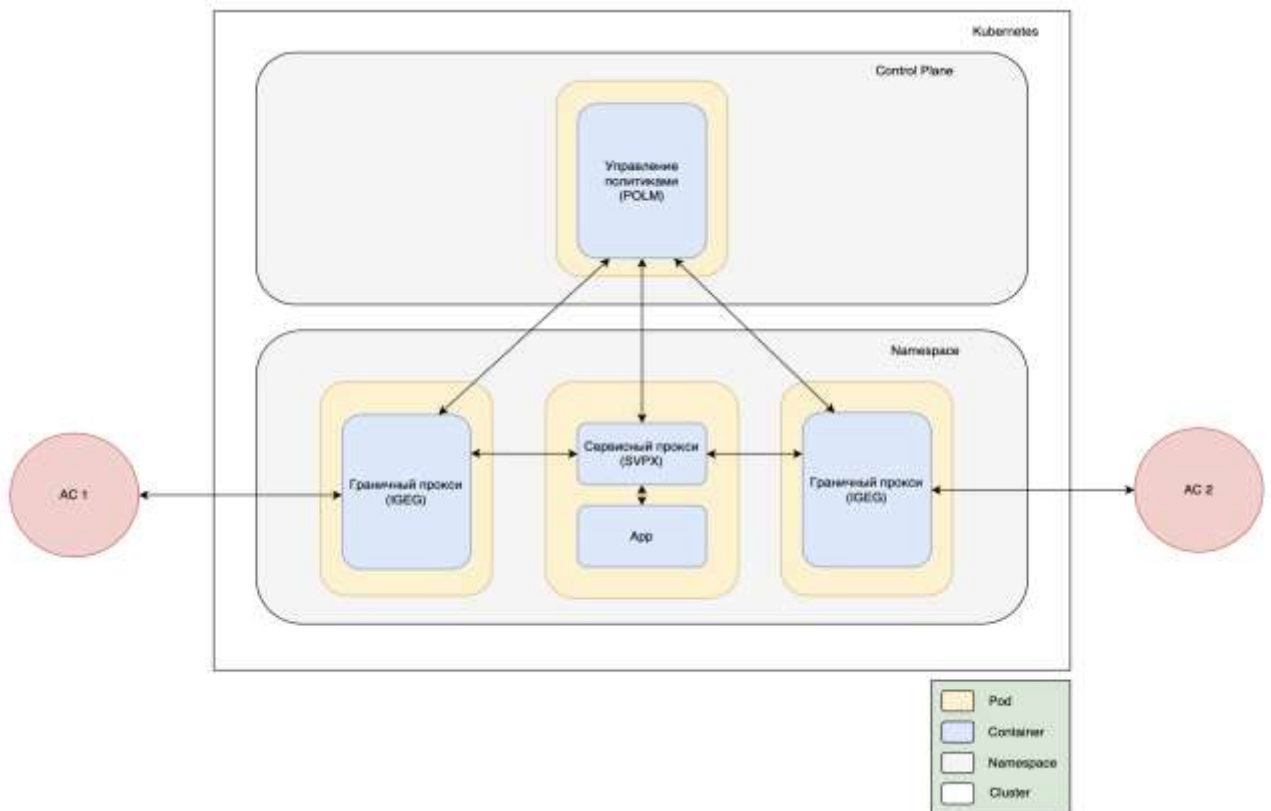 Kubernetes
Control Plane
Управление
политиками
(POLM)
Namespace
Сервисный прокси
(SVPX)
Граничный прокси
(IGEG)
Граничный прокси
(IGEG)
АС 1
АС 2
App
Pod
Container
Namespace
Cluster